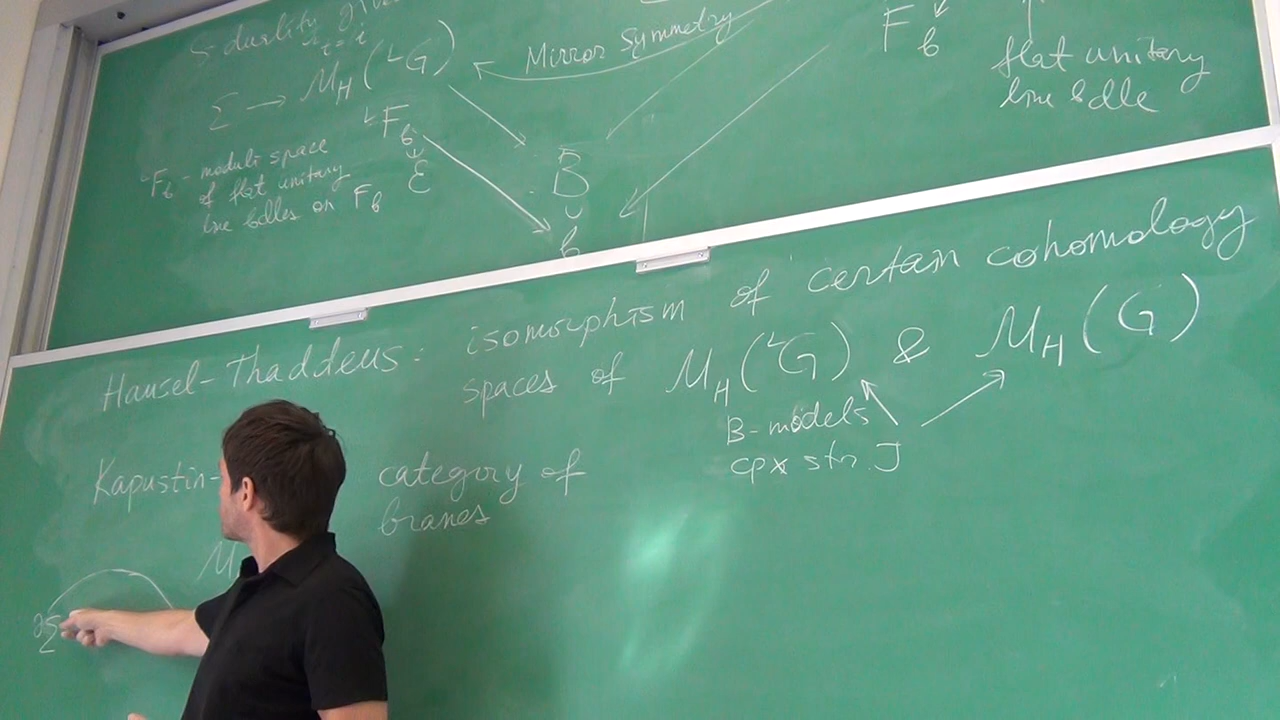 S-duality
Mirror Symmetry
Σ → M_H(ᴸG)
F_b
flat unitary
line bdle
ᴸF_b
ᴸF_b - moduli space
of flat unitary
line bdles on F_b
B
b
Hausel-Thaddeus: isomorphism of certain cohomology
spaces of M_H(ᴸG) & M_H(G)
B-models
cpx str. J
Kapustin-
category of
branes
M
∂Σ